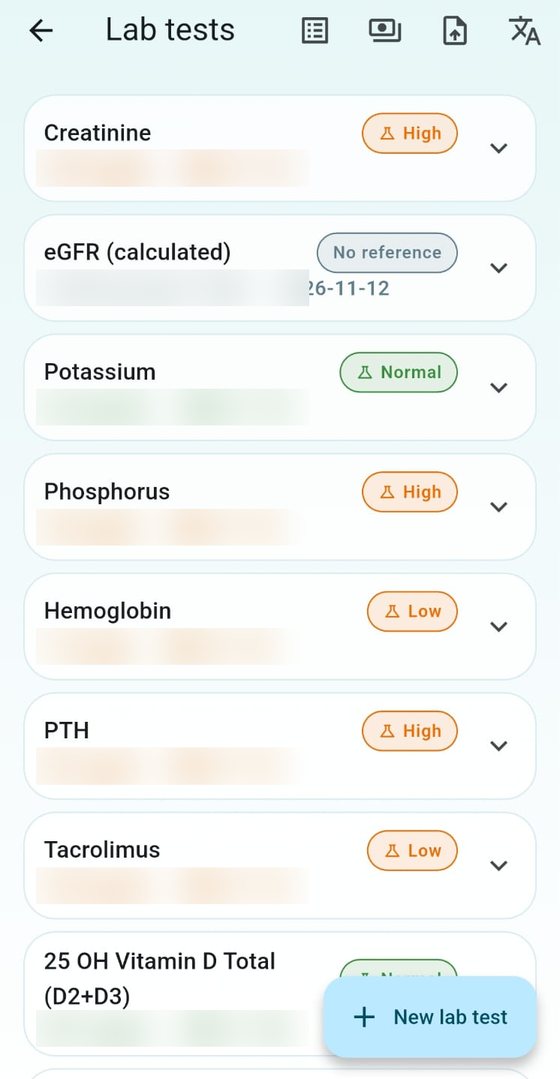 Lab tests
Creatinine
High
eGFR (calculated)
No reference
26-11-12
Potassium
Normal
Phosphorus
High
Hemoglobin
Low
PTH
High
Tacrolimus
Low
25 OH Vitamin D Total
(D2+D3)
Normal
New lab test